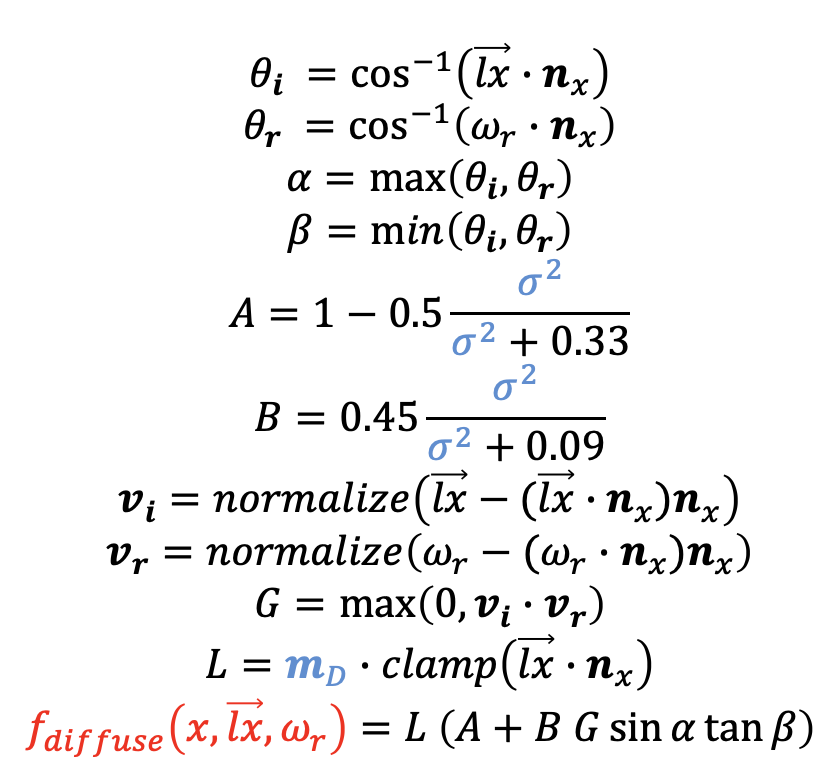 θᵢ = cos⁻¹(l⃗x⃗ · nₓ)
θᵣ = cos⁻¹(ωᵣ · nₓ)
α = max(θᵢ, θᵣ)
β = min(θᵢ, θᵣ)
A = 1 − 0.5 σ² / (σ² + 0.33)
B = 0.45 σ² / (σ² + 0.09)
vᵢ = normalize(l⃗x⃗ − (l⃗x⃗ · nₓ)nₓ)
vᵣ = normalize(ωᵣ − (ωᵣ · nₓ)nₓ)
G = max(0, vᵢ · vᵣ)
L = m_D · clamp(l⃗x⃗ · nₓ)
f_diffuse(x, l⃗x⃗, ωᵣ) = L (A + B G sin α tan β)